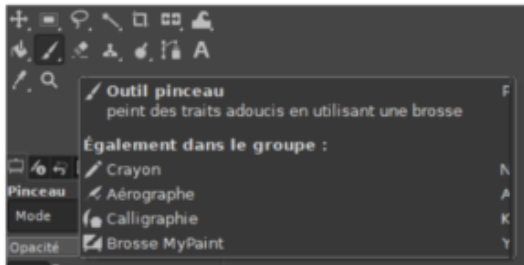 Outil pinceau P
peint des traits adoucis en utilisant une brosse
Également dans le groupe :
Crayon N
Aérographe A
Calligraphie K
Brosse MyPaint Y
Pinceau
Mode
Opacité